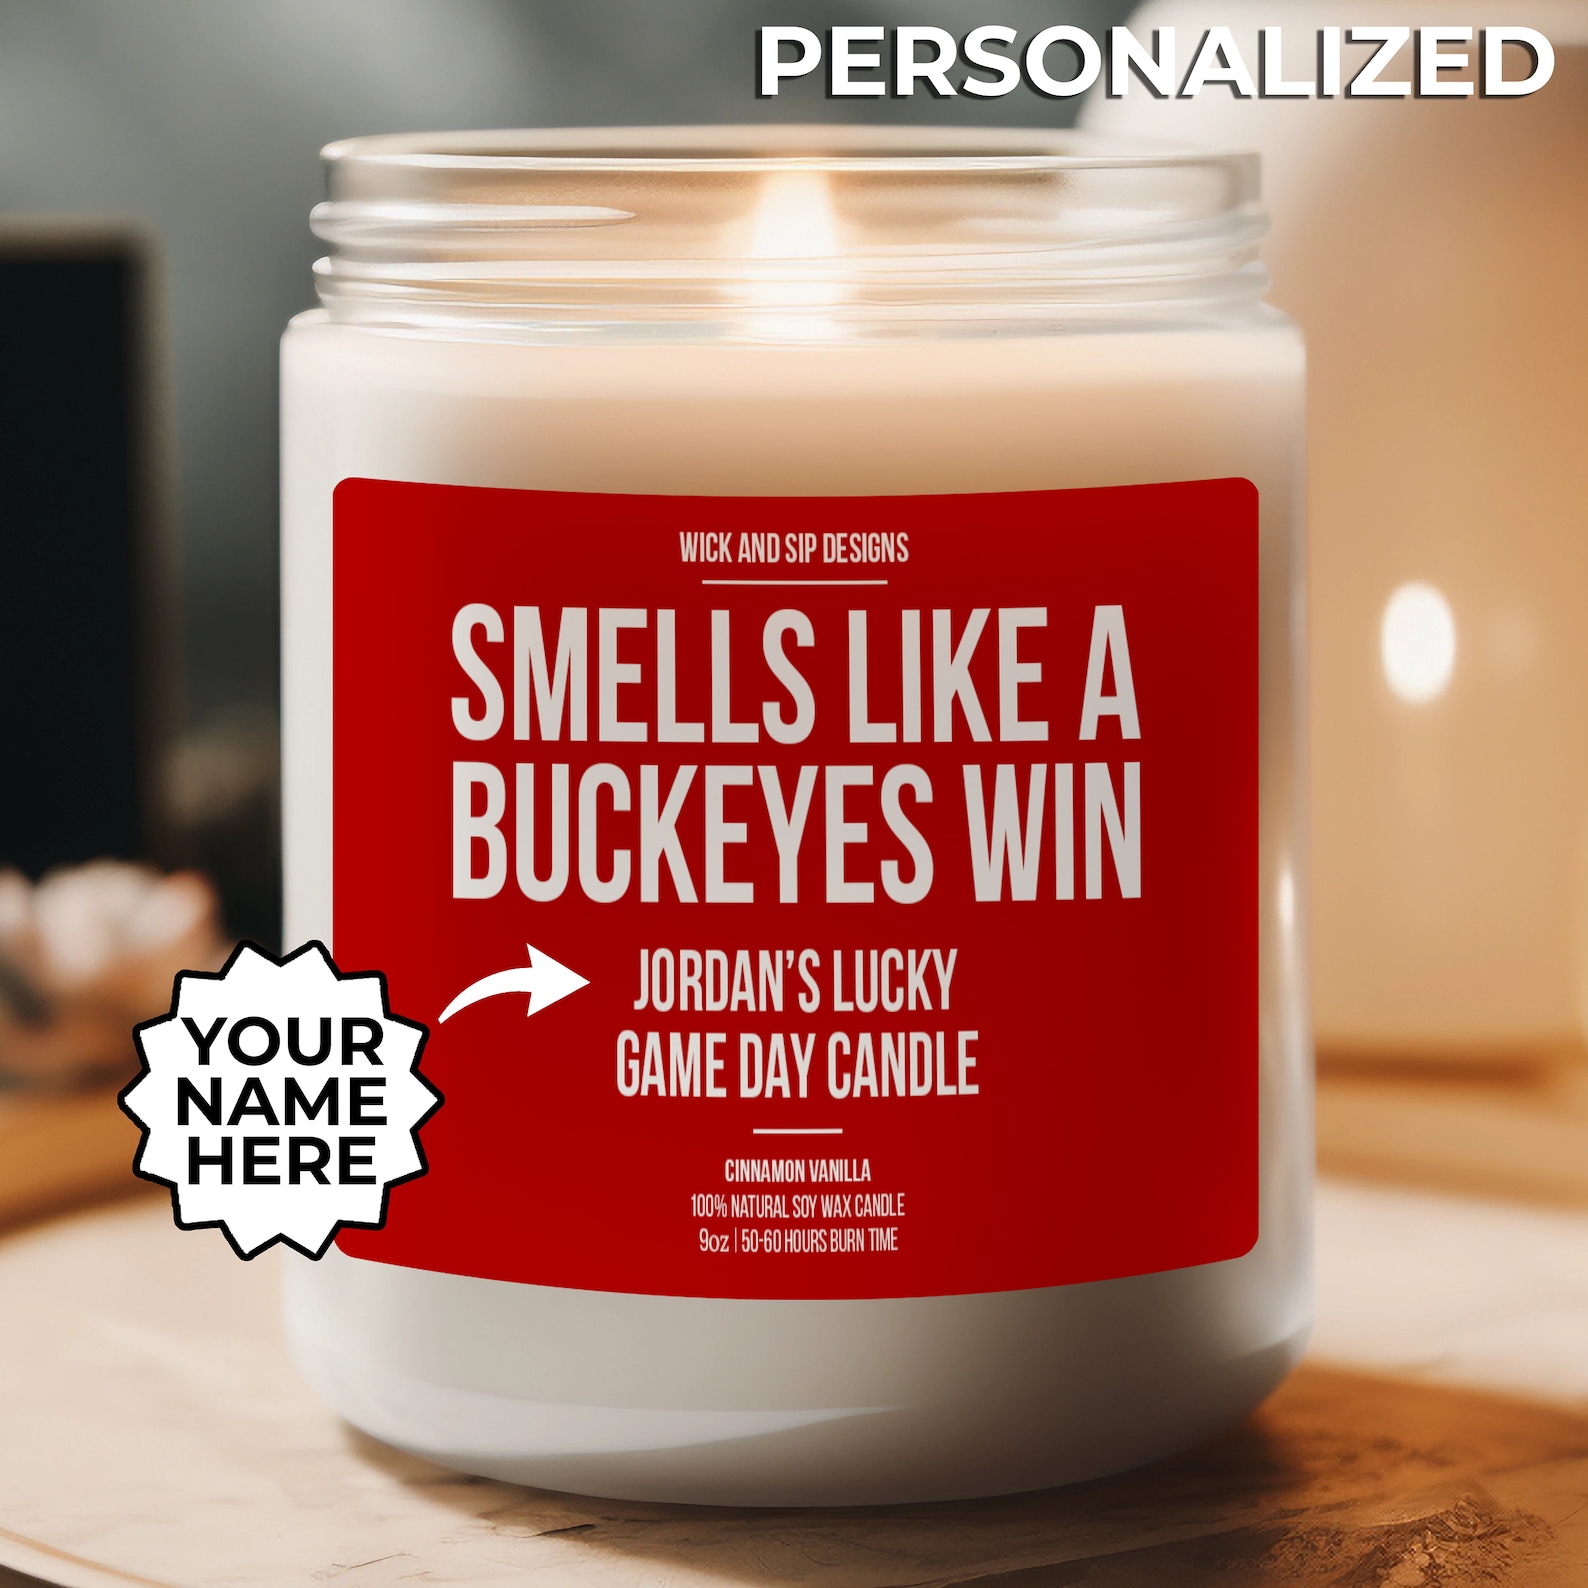 PERSONALIZED
WICK AND SIP DESIGNS
SMELLS LIKE A
BUCKEYES WIN
JORDAN'S LUCKY
GAME DAY CANDLE
CINNAMON VANILLA
100% NATURAL SOY WAX CANDLE
9oz | 50-60 HOURS BURN TIME
YOUR
NAME
HERE